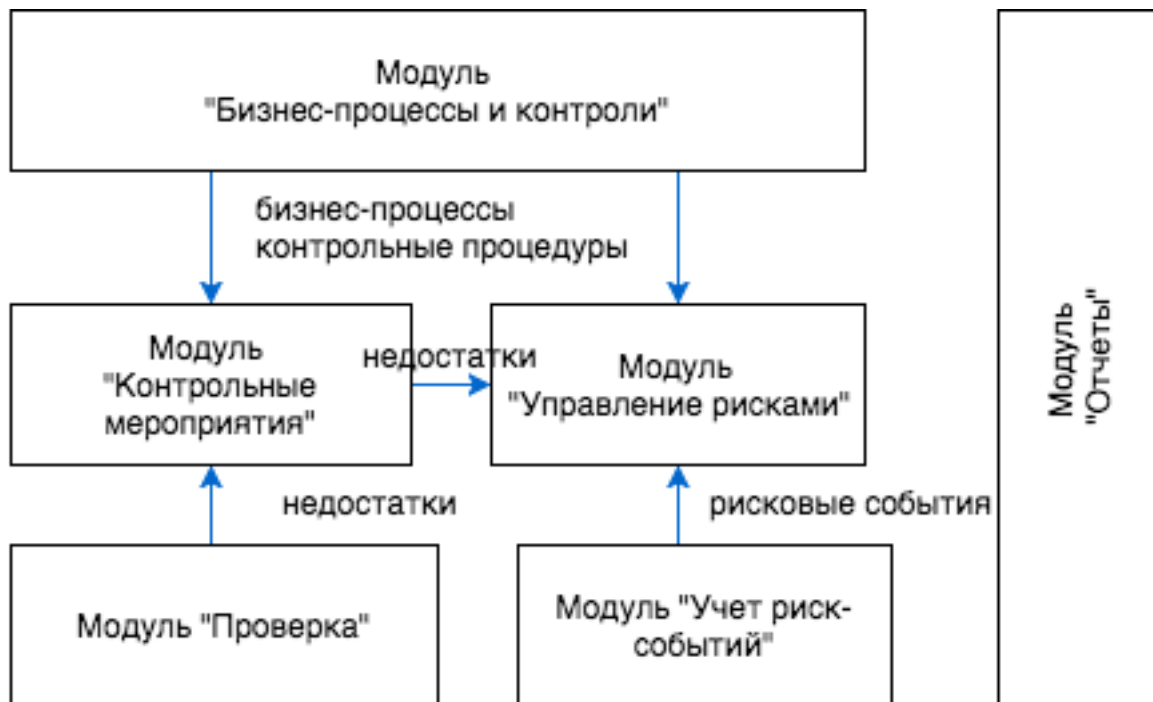 Модуль
"Бизнес-процессы и контроли"
бизнес-процессы
контрольные процедуры
Модуль
"Контрольные
мероприятия"
недостатки
Модуль
"Управление рисками"
недостатки
рисковые события
Модуль "Проверка"
Модуль "Учет риск-
событий"
Модуль
"Отчеты"